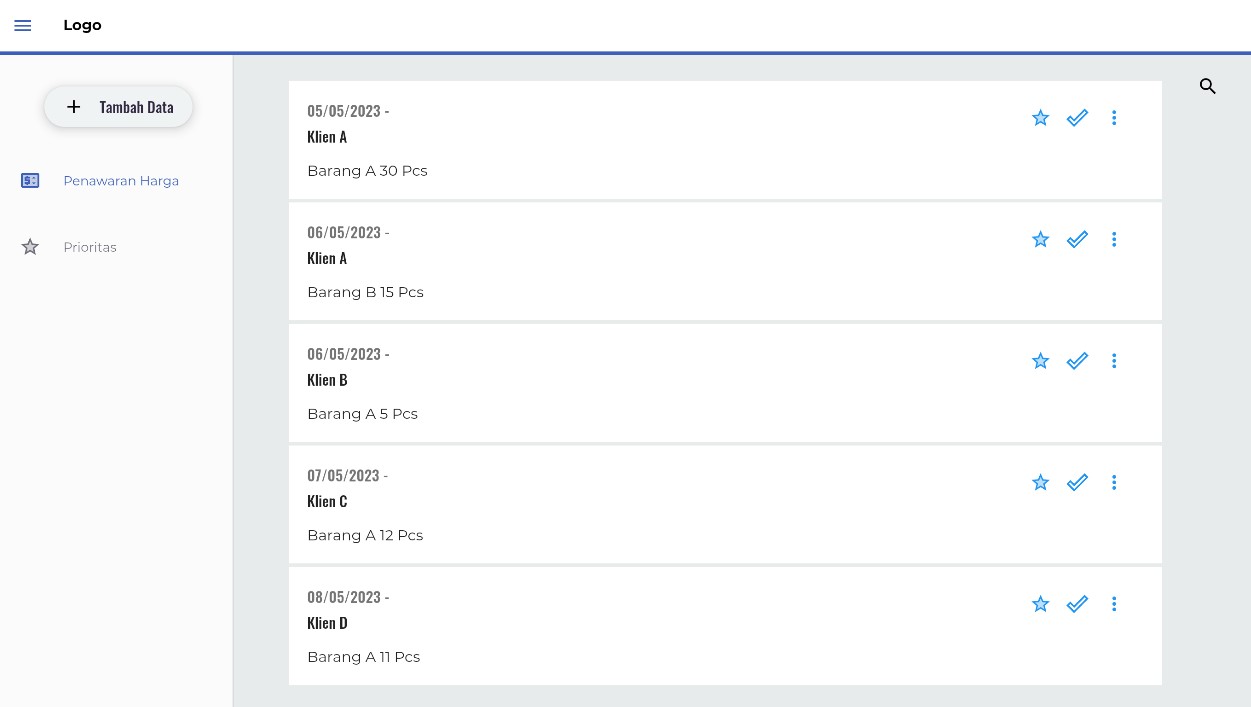 Logo
Tambah Data
Penawaran Harga
Prioritas
05/05/2023 -
Klien A
Barang A 30 Pcs
06/05/2023 -
Klien A
Barang B 15 Pcs
06/05/2023 -
Klien B
Barang A 5 Pcs
07/05/2023 -
Klien C
Barang A 12 Pcs
08/05/2023 -
Klien D
Barang A 11 Pcs